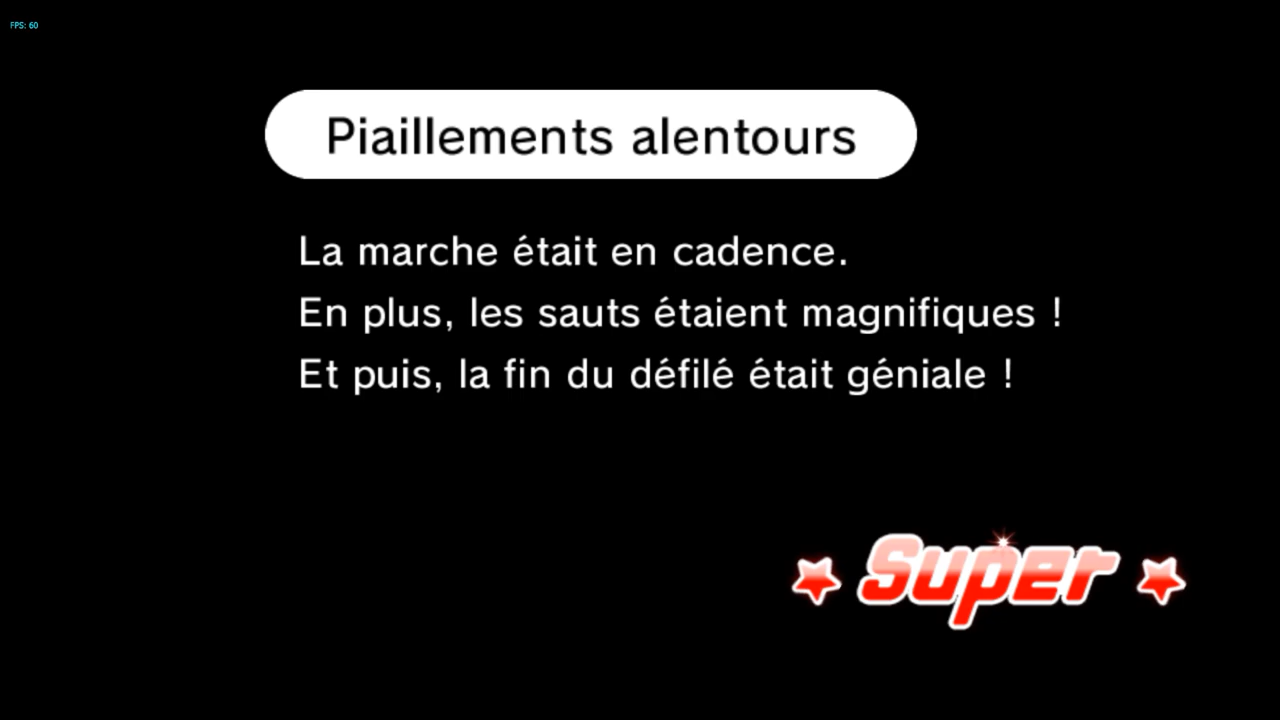 FPS: 60
Piaillements alentours
La marche était en cadence.
En plus, les sauts étaient magnifiques !
Et puis, la fin du défilé était géniale !
Super